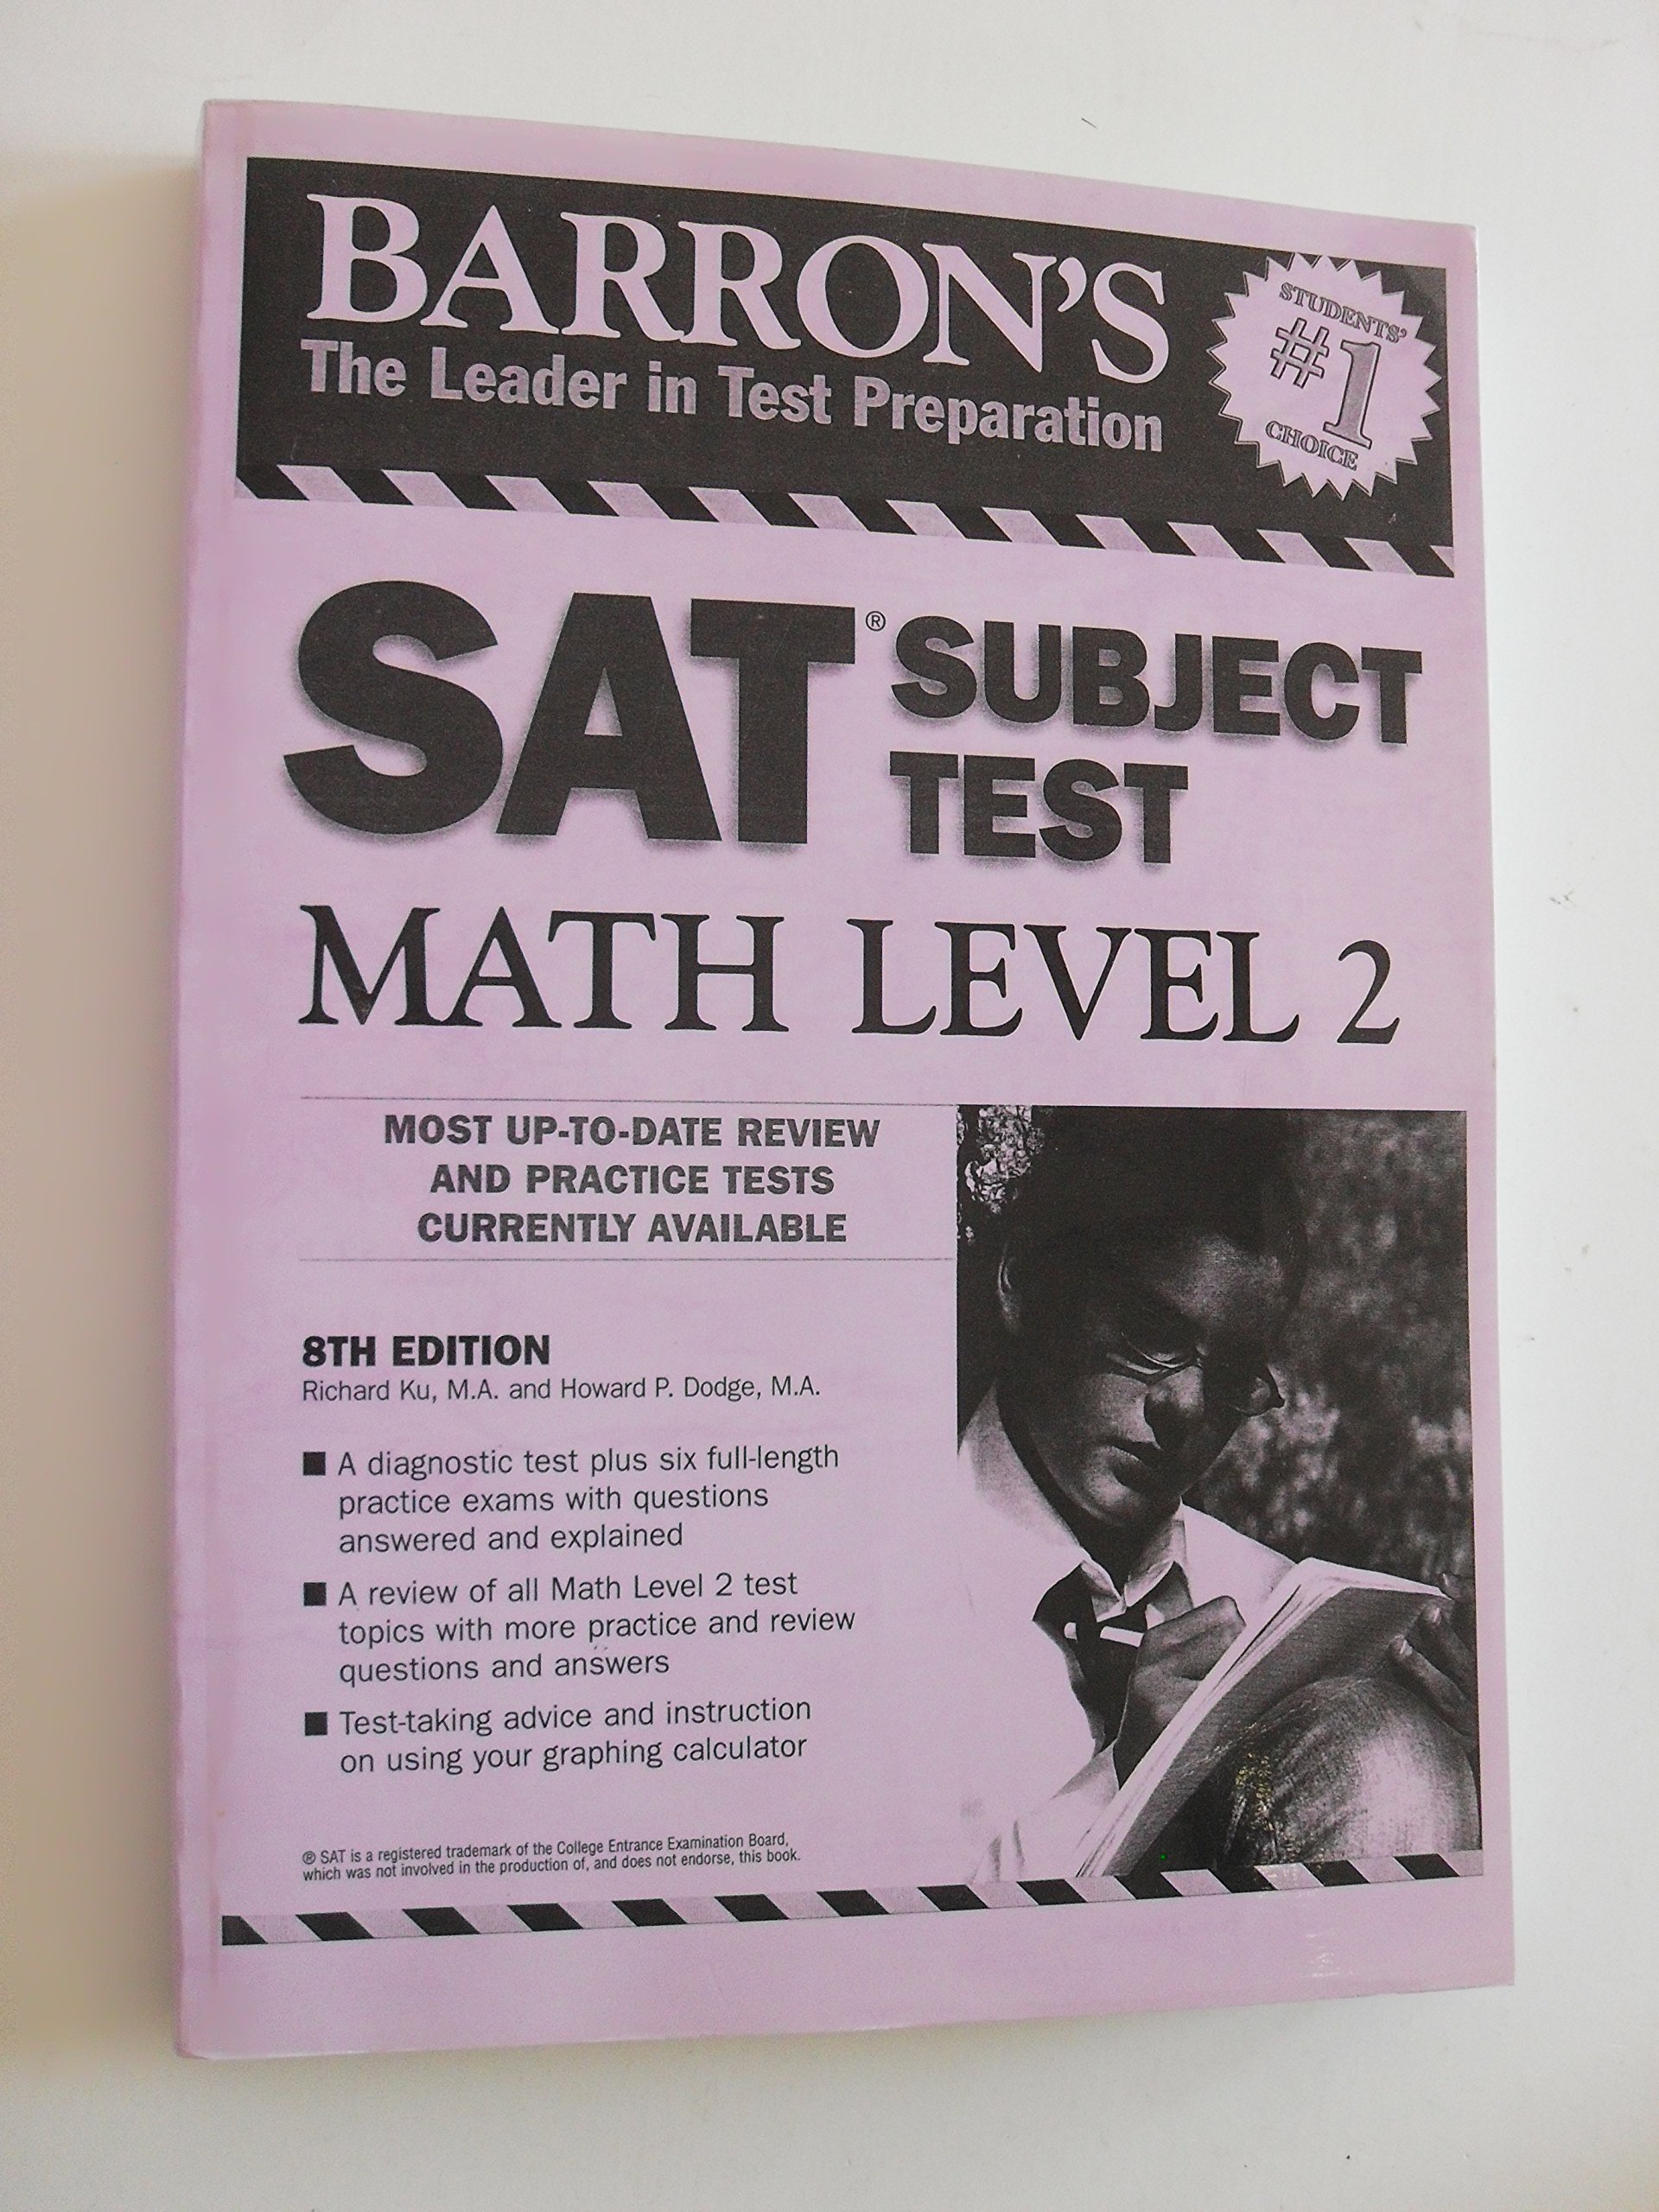 BARRON'S
The Leader in Test Preparation
STUDENTS'
#1
CHOICE
SAT® SUBJECT
TEST
MATH LEVEL 2
MOST UP-TO-DATE REVIEW
AND PRACTICE TESTS
CURRENTLY AVAILABLE
8TH EDITION
Richard Ku, M.A. and Howard P. Dodge, M.A.
■ A diagnostic test plus six full-length
practice exams with questions
answered and explained
■ A review of all Math Level 2 test
topics with more practice and review
questions and answers
■ Test-taking advice and instruction
on using your graphing calculator
® SAT is a registered trademark of the College Entrance Examination Board,
which was not involved in the production of, and does not endorse, this book.